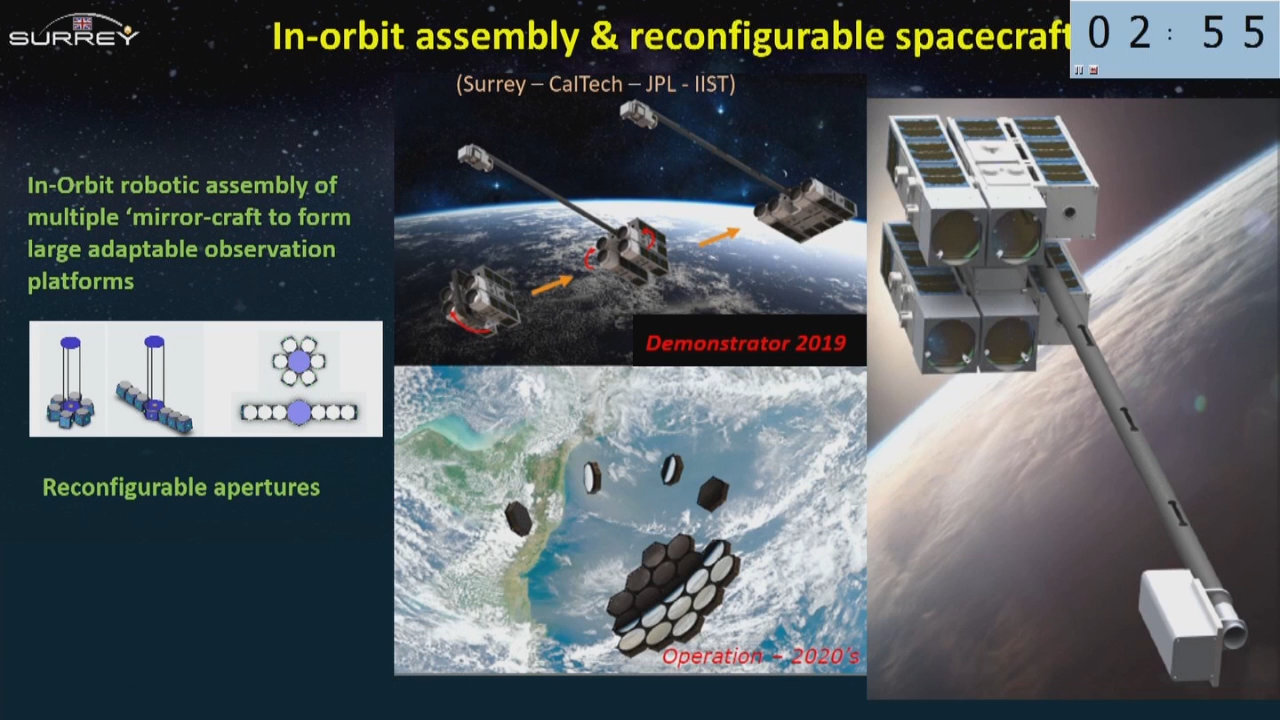 SURREY
In-orbit assembly & reconfigurable spacecraft
02:55
(Surrey – CalTech – JPL - IIST)
In-Orbit robotic assembly of
multiple ‘mirror-craft to form
large adaptable observation
platforms
Demonstrator 2019
Reconfigurable apertures
Operation – 2020's